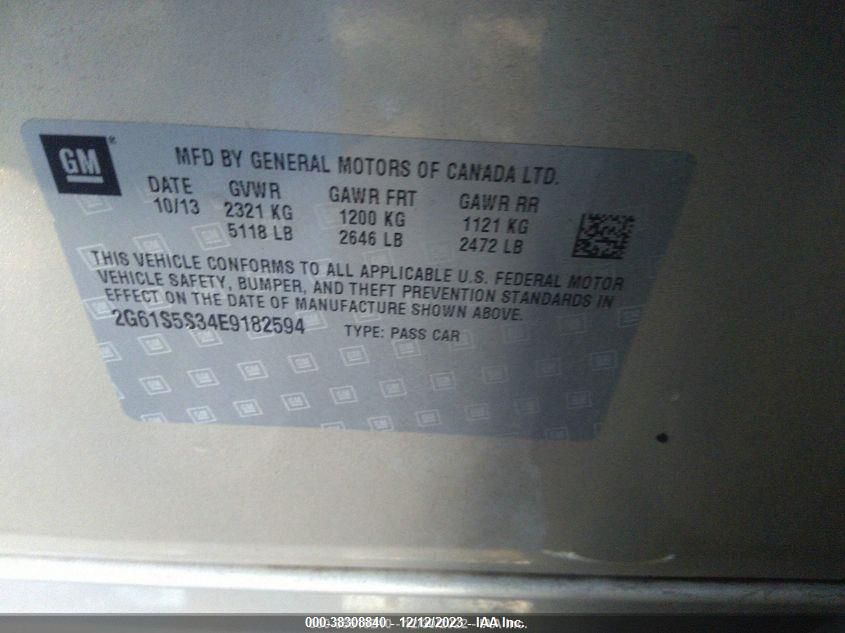 GM®
MFD BY GENERAL MOTORS OF CANADA LTD.
DATE GVWR GAWR FRT GAWR RR
10/13 2321 KG 1200 KG 1121 KG
5118 LB 2646 LB 2472 LB
THIS VEHICLE CONFORMS TO ALL APPLICABLE U.S. FEDERAL MOTOR
VEHICLE SAFETY, BUMPER, AND THEFT PREVENTION STANDARDS IN
EFFECT ON THE DATE OF MANUFACTURE SHOWN ABOVE.
2G61S5S34E9182594 TYPE: PASS CAR
000-38308840 - 12/12/2023 - IAA Inc.